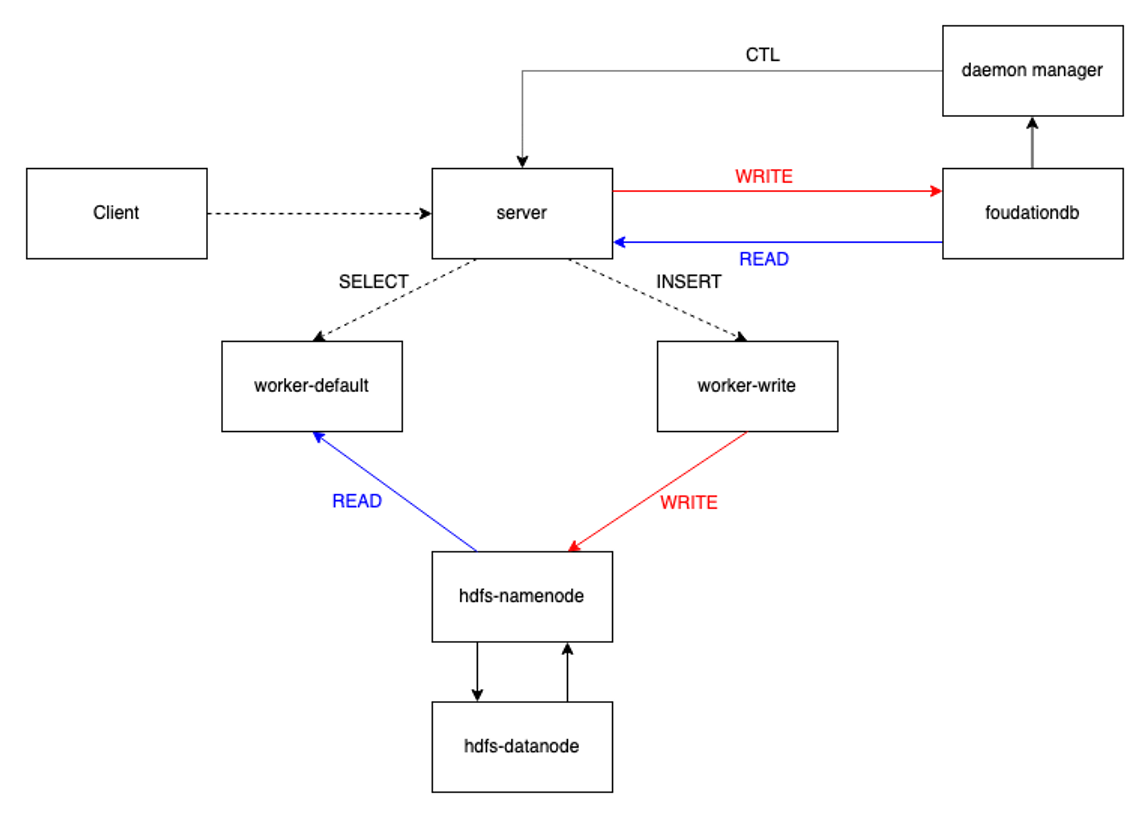 CTL
daemon manager
Client
server
WRITE
foudationdb
READ
SELECT
INSERT
worker-default
worker-write
READ
WRITE
hdfs-namenode
hdfs-datanode